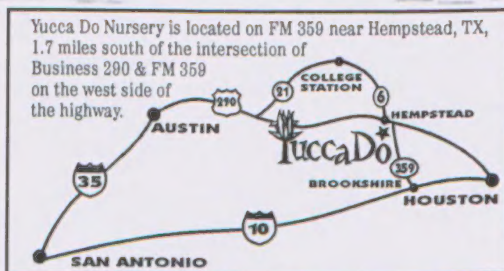 Yucca Do Nursery is located on FM 359 near Hempstead, TX,
1.7 miles south of the intersection of
Business 290 & FM 359
on the west side of
the highway.
COLLEGE
STATION
21
6
290
HEMPSTEAD
AUSTIN
YuccaDo
359
35
BROOKSHIRE
HOUSTON
10
SAN ANTONIO